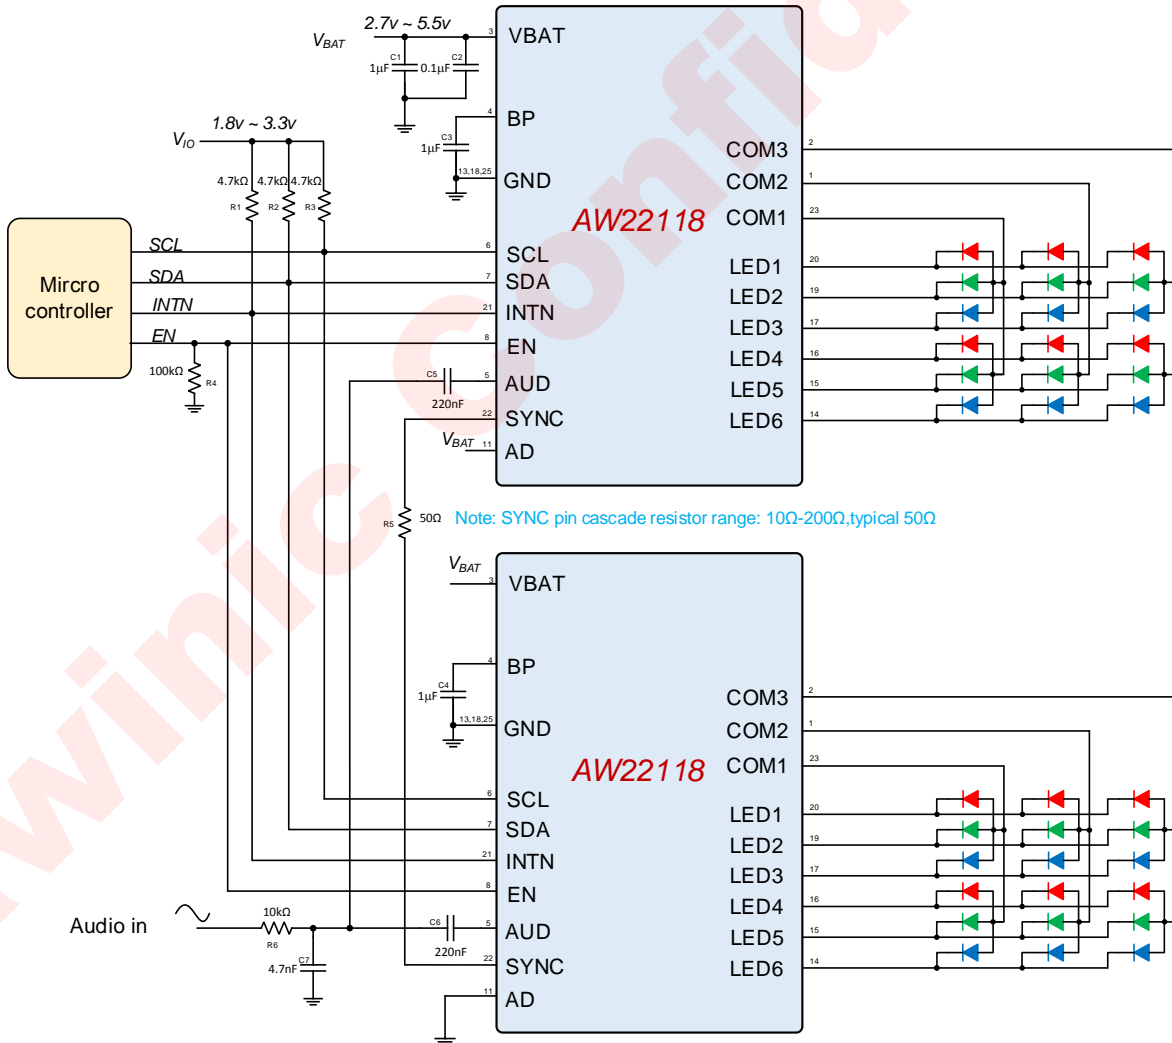 2.7v ~ 5.5v
VBAT
3
VBAT
C1
C2
1μF
0.1μF
4
BP
C3
1μF
13,18,25
GND
1.8v ~ 3.3v
VIO
4.7kΩ 4.7kΩ 4.7kΩ
R1
R2
R3
COM3
2
COM2
1
COM1
23
AW22118
Mircro
controller
SCL
6
SCL
SDA
7
SDA
INTN
21
INTN
EN
8
EN
100kΩ
R4
C5
5
AUD
220nF
22
SYNC
VBAT
11
AD
LED1
20
LED2
19
LED3
17
LED4
16
LED5
15
LED6
14
R5
50Ω
Note: SYNC pin cascade resistor range: 10Ω-200Ω,typical 50Ω
VBAT
3
VBAT
4
BP
C4
1μF
13,18,25
GND
COM3
2
COM2
1
COM1
23
AW22118
6
SCL
7
SDA
21
INTN
8
EN
Audio in
10kΩ
R6
C7
4.7nF
C6
5
AUD
220nF
22
SYNC
11
AD
LED1
20
LED2
19
LED3
17
LED4
16
LED5
15
LED6
14
winic Confid